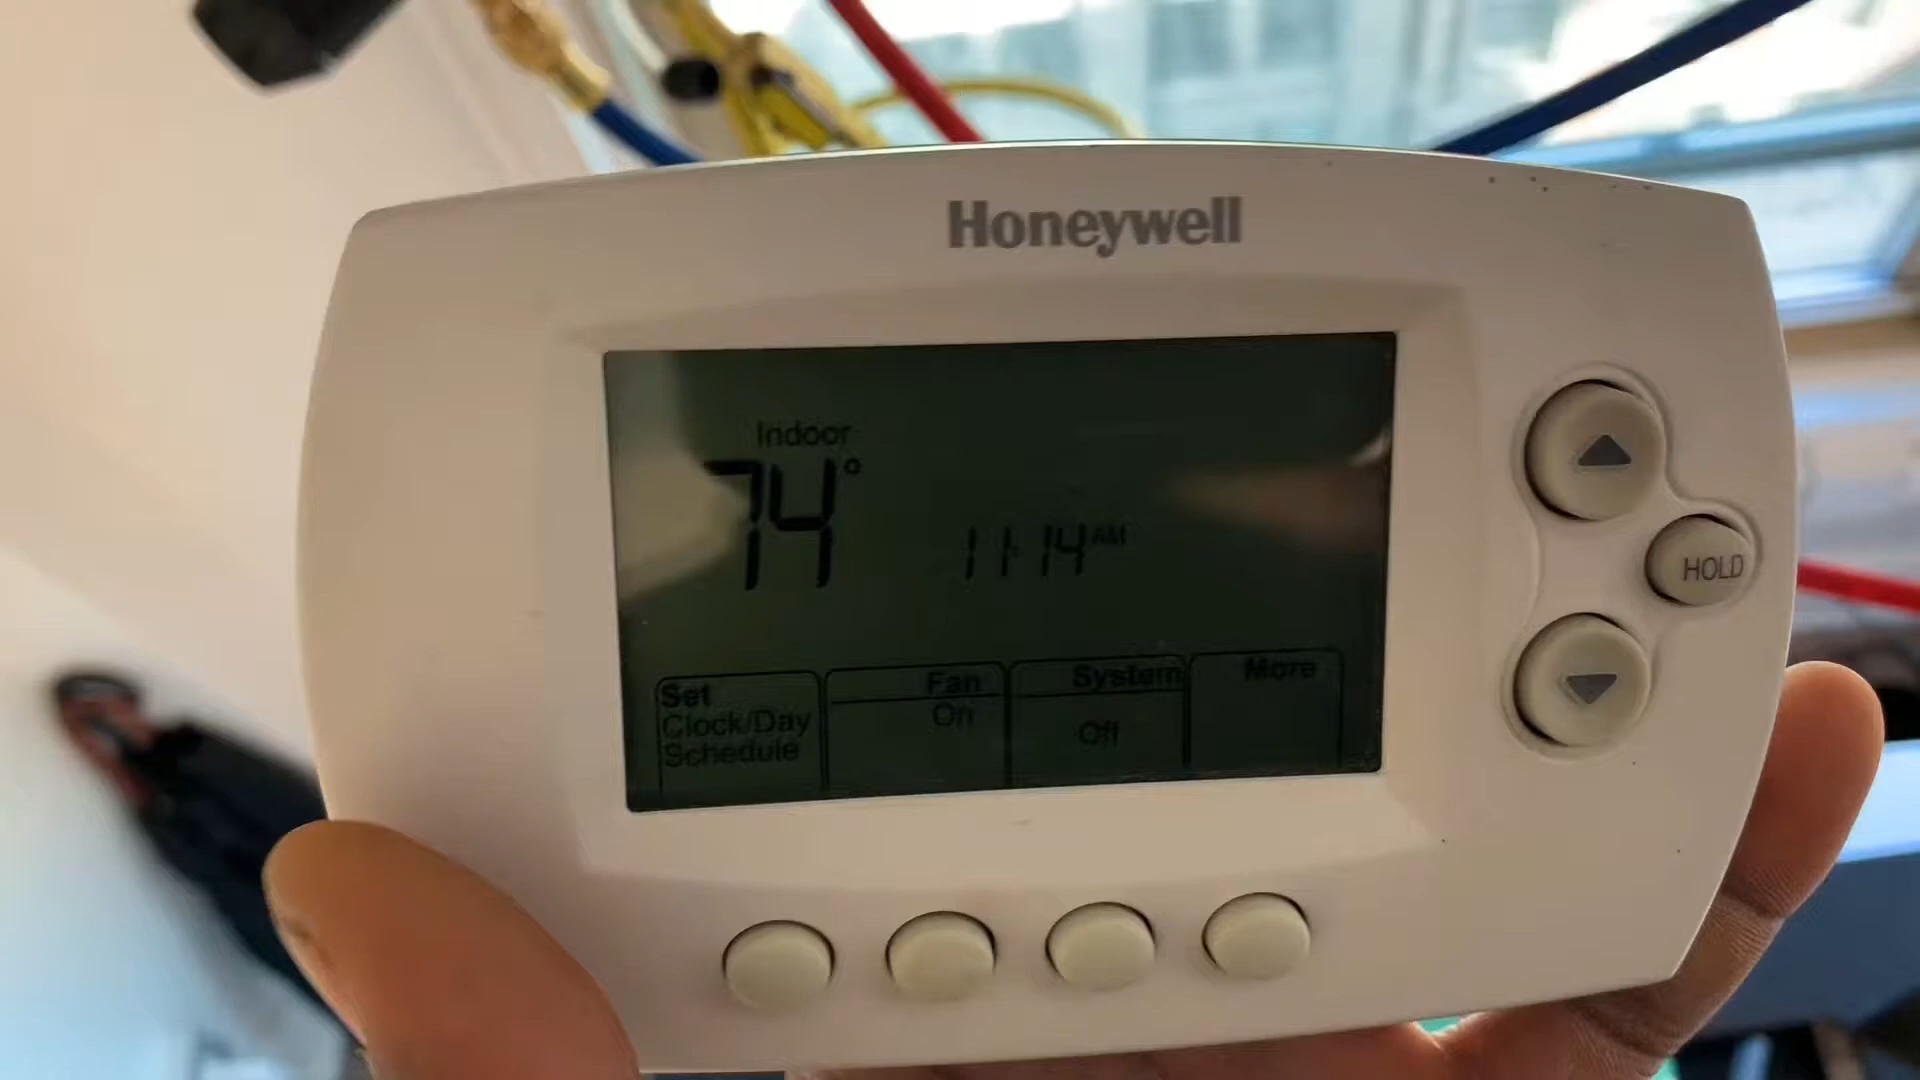 Honeywell
Indoor
74°
11:14 AM
Set
Clock/Day
Schedule
Fan
On
System
Off
More
HOLD